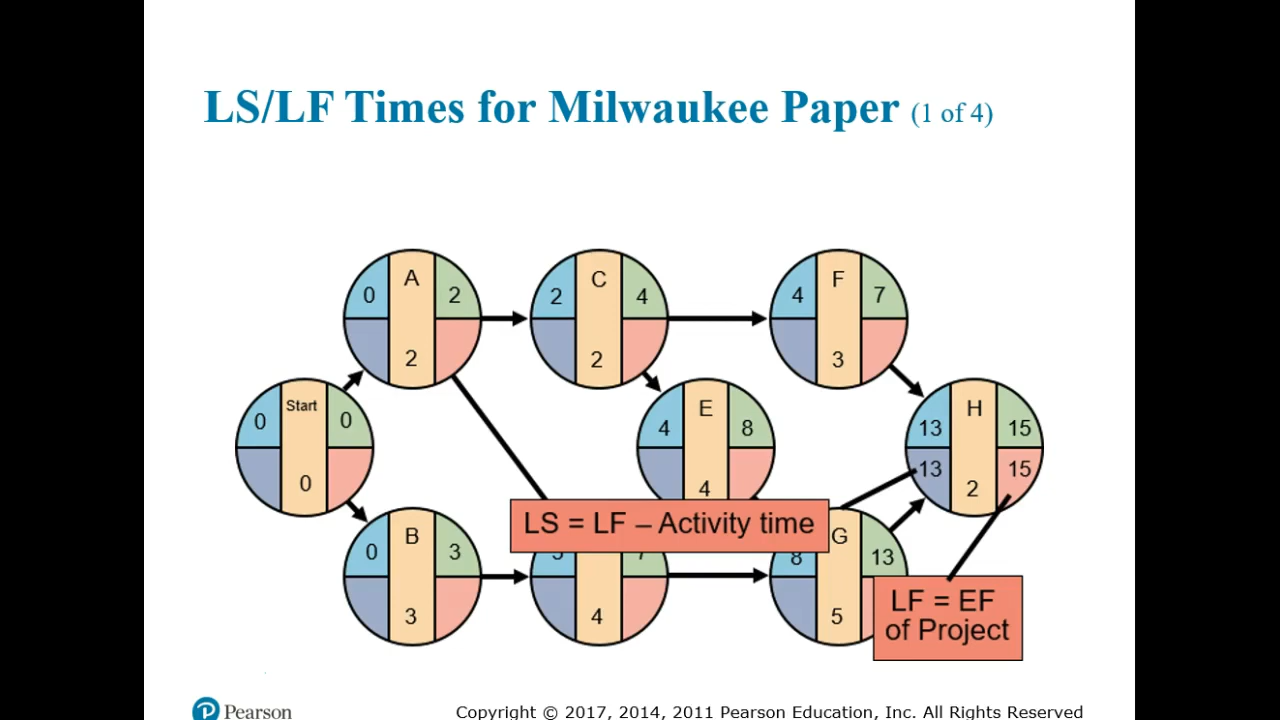 LS/LF Times for Milwaukee Paper (1 of 4)
A
0 2
2
C
2 4
2
F
4 7
3
Start
0 0
0
E
4 8
4
H
13 15
13 15
2
LS = LF – Activity time
B
0 3
3
4
G
8 13
5
LF = EF
of Project
Pearson
Copyright © 2017, 2014, 2011 Pearson Education, Inc. All Rights Reserved